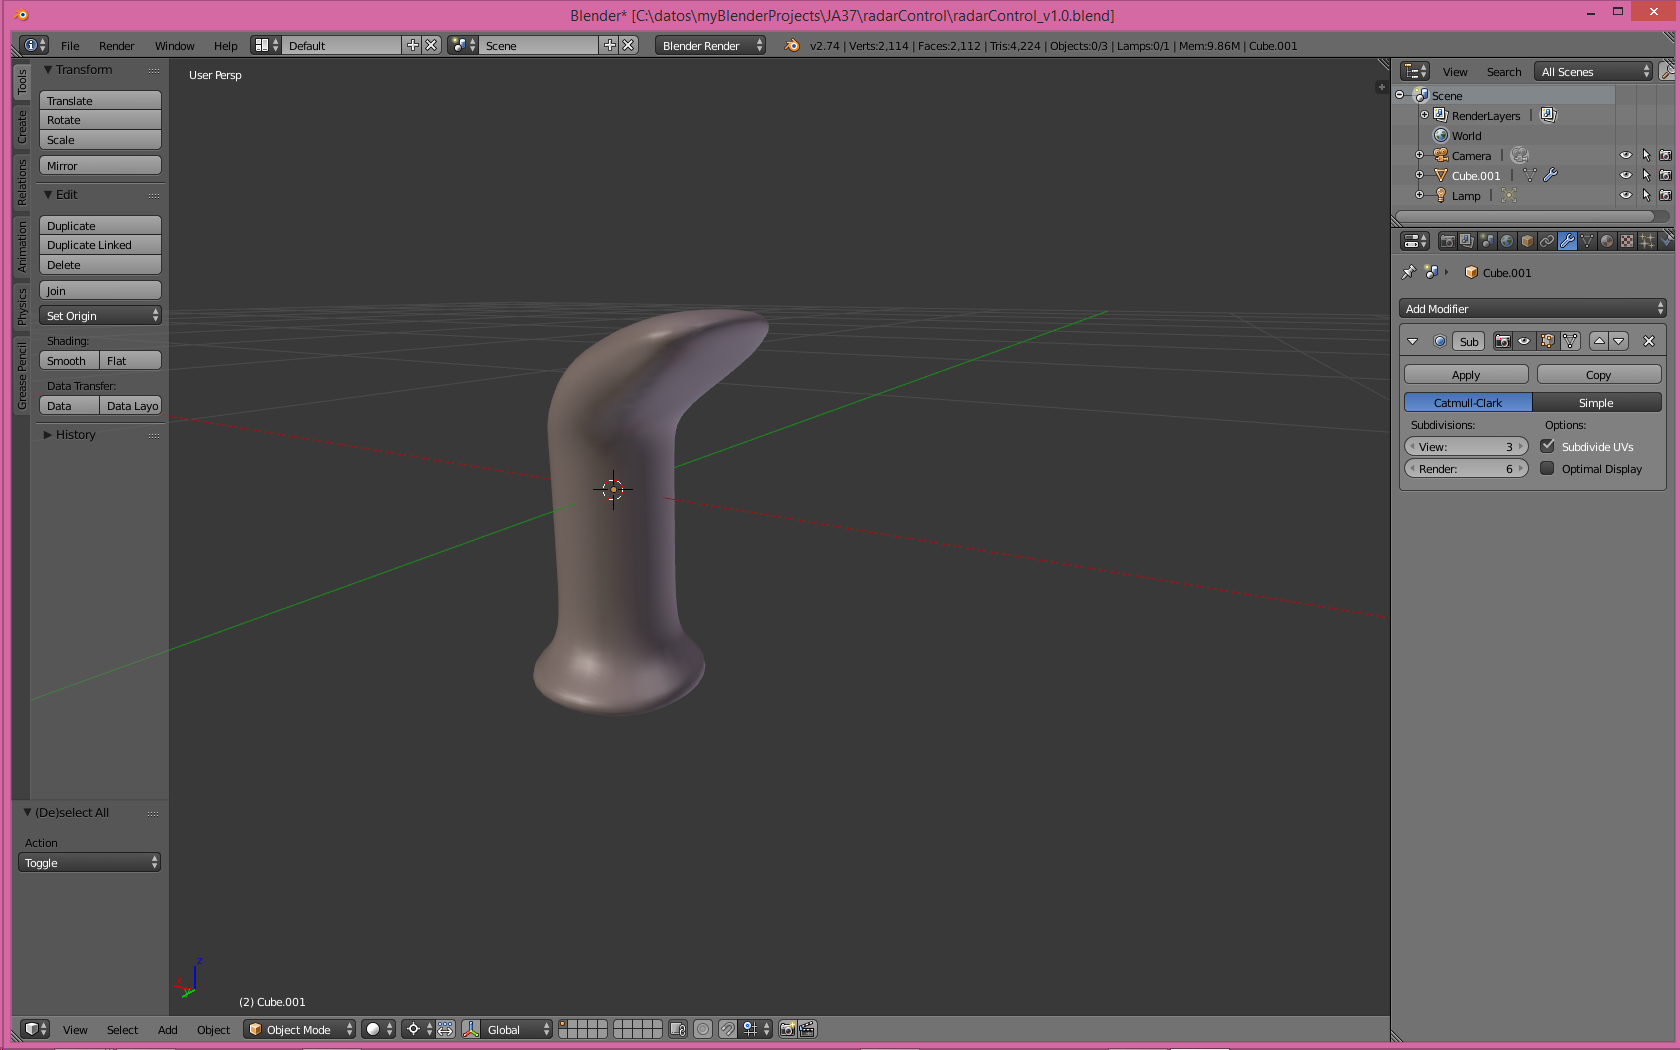 Blender* [C:\datos\myBlenderProjects\JA37\radarControl\radarControl_v1.0.blend]
File Render Window Help Default Scene Blender Render v2.74 | Verts:2,114 | Faces:2,112 | Tris:4,224 | Objects:0/3 | Lamps:0/1 | Mem:9.86M | Cube.001
Tools
Create
Relations
Animation
Physics
Grease Pencil
Transform
Translate
Rotate
Scale
Mirror
Edit
Duplicate
Duplicate Linked
Delete
Join
Set Origin
Shading:
Smooth Flat
Data Transfer:
Data Data Layo
History
(De)select All
Action
Toggle
User Persp
z
(2) Cube.001
View Select Add Object Object Mode Global
View Search All Scenes
Scene
RenderLayers |
World
Camera |
Cube.001 |
Lamp |
Cube.001
Add Modifier
Sub
Apply Copy
Catmull-Clark Simple
Subdivisions: Options:
View: 3 Subdivide UVs
Render: 6 Optimal Display